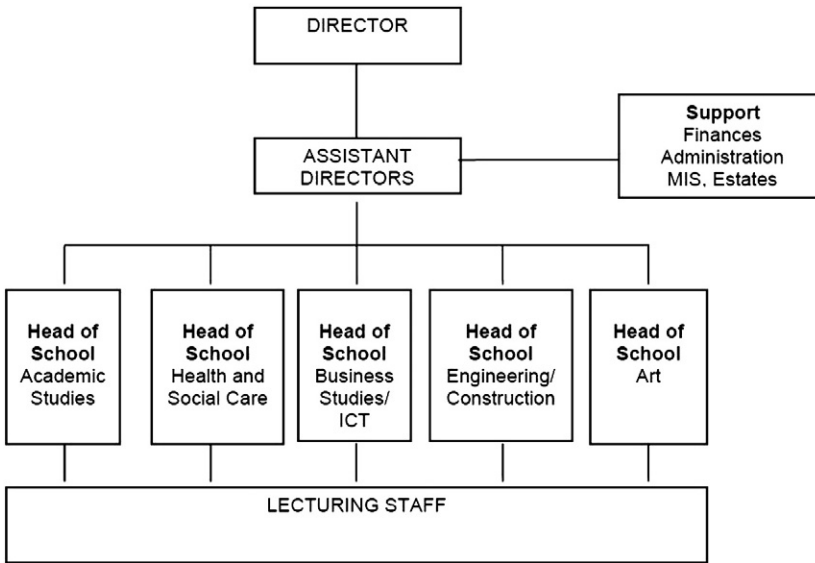 DIRECTOR
Support
Finances
Administration
MIS, Estates
ASSISTANT
DIRECTORS
Head of
School
Academic
Studies
Head of
School
Health and
Social Care
Head of
School
Business
Studies/
ICT
Head of
School
Engineering/
Construction
Head of
School
Art
LECTURING STAFF